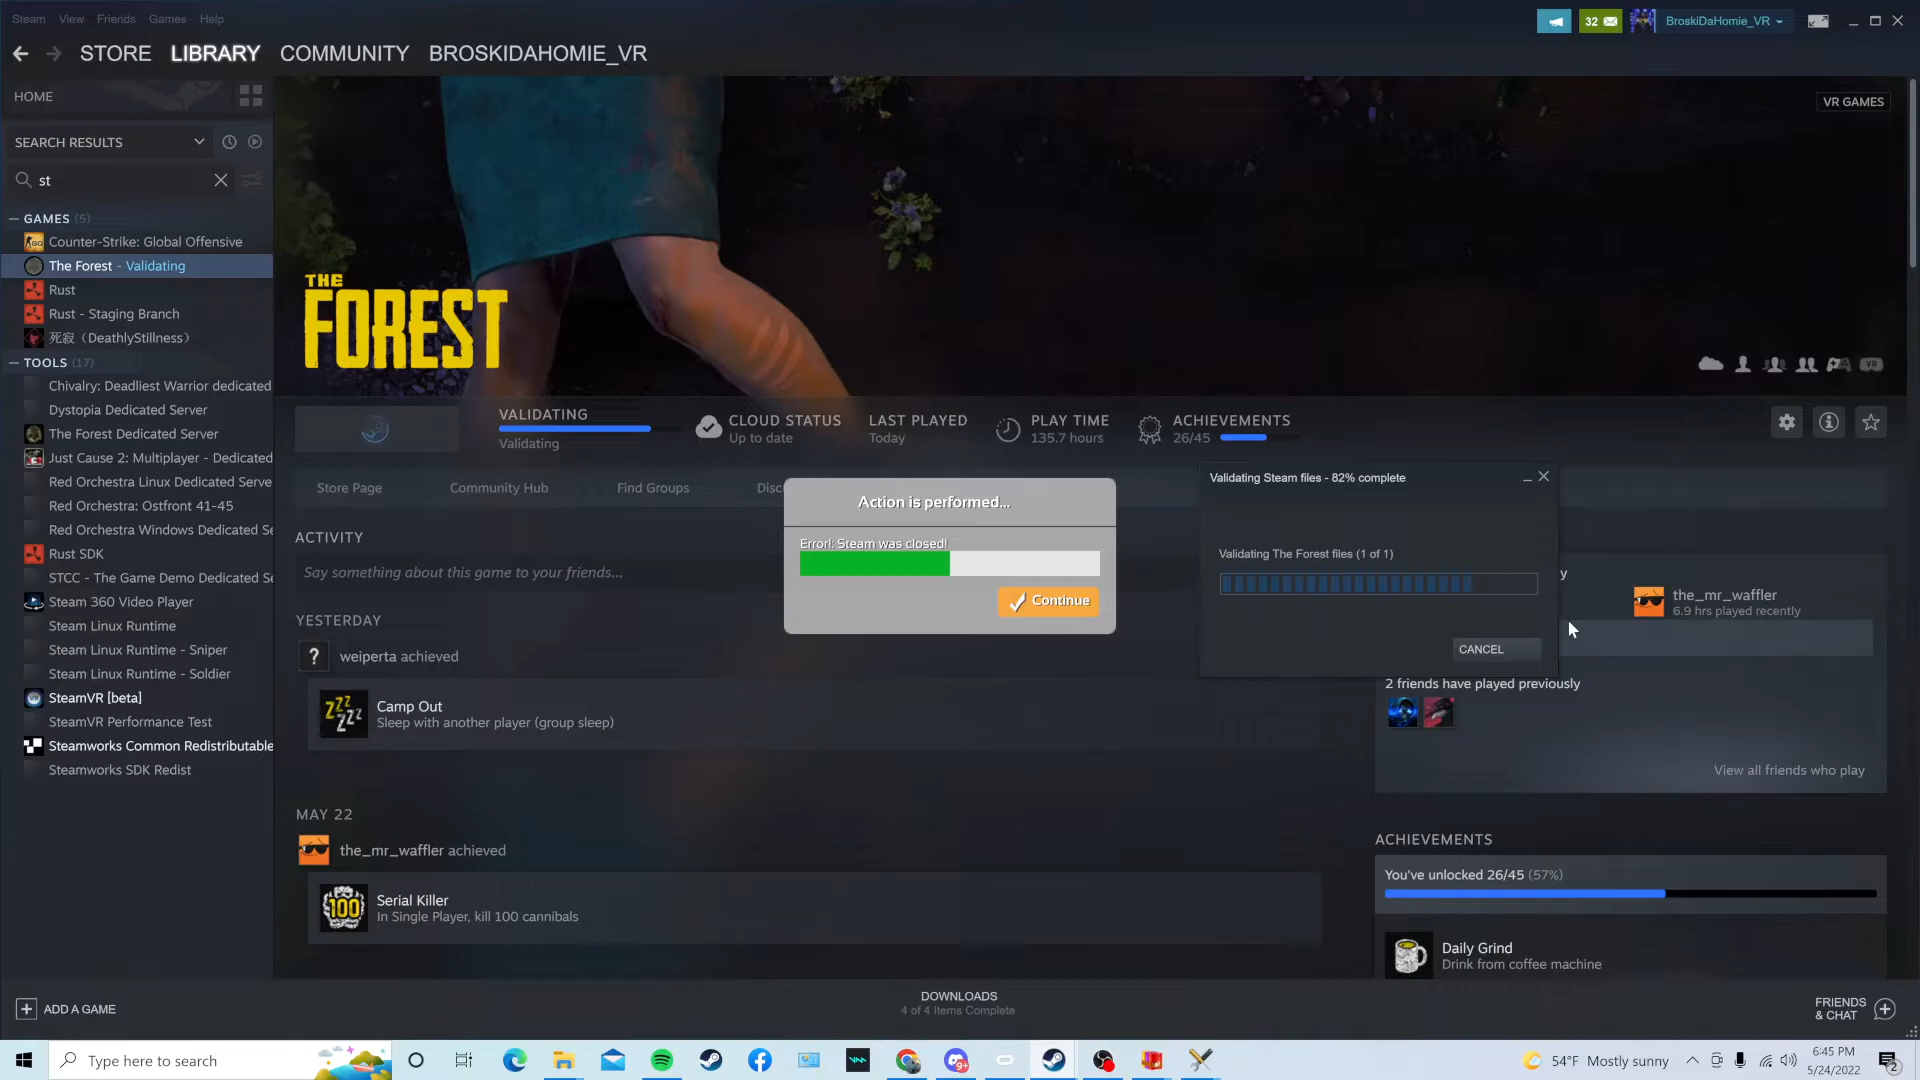 Steam View Friends Games Help
32
BroskiDaHomie_VR
STORE LIBRARY COMMUNITY BROSKIDAHOMIE_VR
HOME
VR GAMES
SEARCH RESULTS
st
— GAMES (5)
Counter-Strike: Global Offensive
The Forest - Validating
Rust
Rust - Staging Branch
死寂（DeathlyStillness）
— TOOLS (17)
Chivalry: Deadliest Warrior dedicated
Dystopia Dedicated Server
The Forest Dedicated Server
Just Cause 2: Multiplayer - Dedicated
Red Orchestra Linux Dedicated Serve
Red Orchestra: Ostfront 41-45
Red Orchestra Windows Dedicated Se
Rust SDK
STCC - The Game Demo Dedicated Se
Steam 360 Video Player
Steam Linux Runtime
Steam Linux Runtime - Sniper
Steam Linux Runtime - Soldier
SteamVR [beta]
SteamVR Performance Test
Steamworks Common Redistributable
Steamworks SDK Redist
THE
FOREST
VR
VALIDATING
Validating
CLOUD STATUS
Up to date
LAST PLAYED
Today
PLAY TIME
135.7 hours
ACHIEVEMENTS
26/45
Store Page Community Hub Find Groups Disc
Action is performed...
Error!: Steam was closed!
Continue
Validating Steam files - 82% complete
Validating The Forest files (1 of 1)
CANCEL
ACTIVITY
Say something about this game to your friends...
YESTERDAY
? weiperta achieved
ZZZ
ZZZ
Camp Out
Sleep with another player (group sleep)
MAY 22
the_mr_waffler achieved
100
Serial Killer
In Single Player, kill 100 cannibals
y
the_mr_waffler
6.9 hrs played recently
2 friends have played previously
View all friends who play
ACHIEVEMENTS
You've unlocked 26/45 (57%)
Daily Grind
Drink from coffee machine
ADD A GAME
DOWNLOADS
4 of 4 Items Complete
FRIENDS
& CHAT
Type here to search
9+
54°F Mostly sunny
6:45 PM
5/24/2022
2